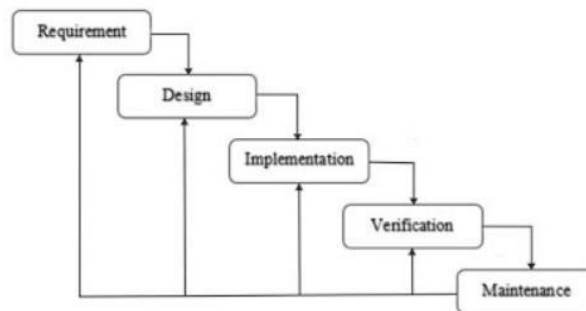 Requirement
Design
Implementation
Verification
Maintenance